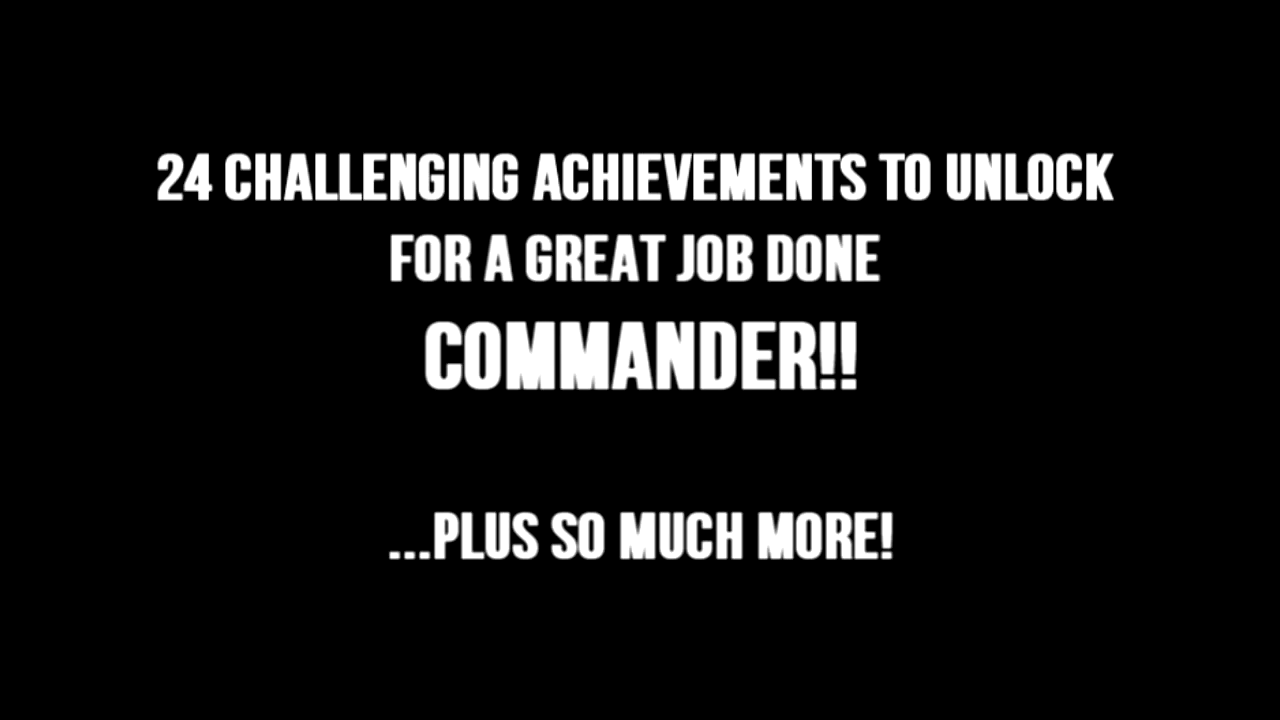 24 CHALLENGING ACHIEVEMENTS TO UNLOCK
FOR A GREAT JOB DONE
COMMANDER!!
...PLUS SO MUCH MORE!